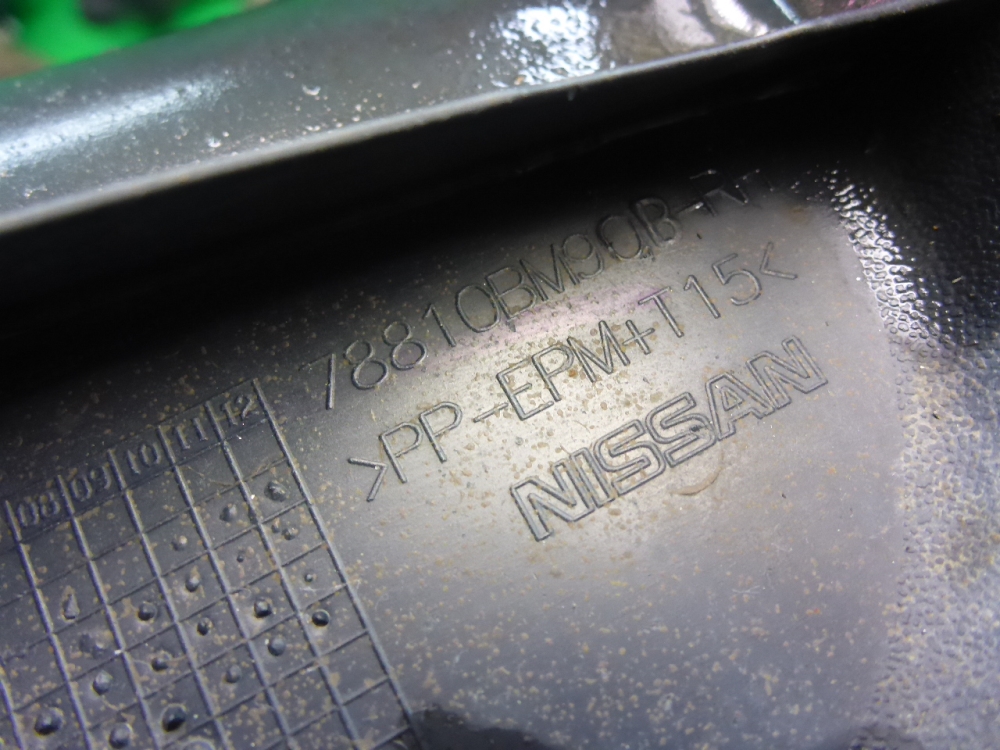 78810BM90B-R
>PP-EPM+T15<
NISSAN
08 09 10 11 12